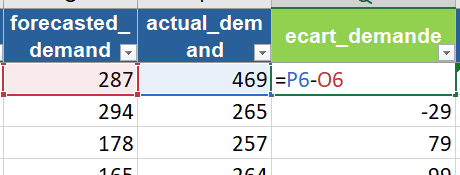 forecasted_ actual_dem
demand and ecart_demande
287 469 =P6-O6
294 265 -29
178 257 79